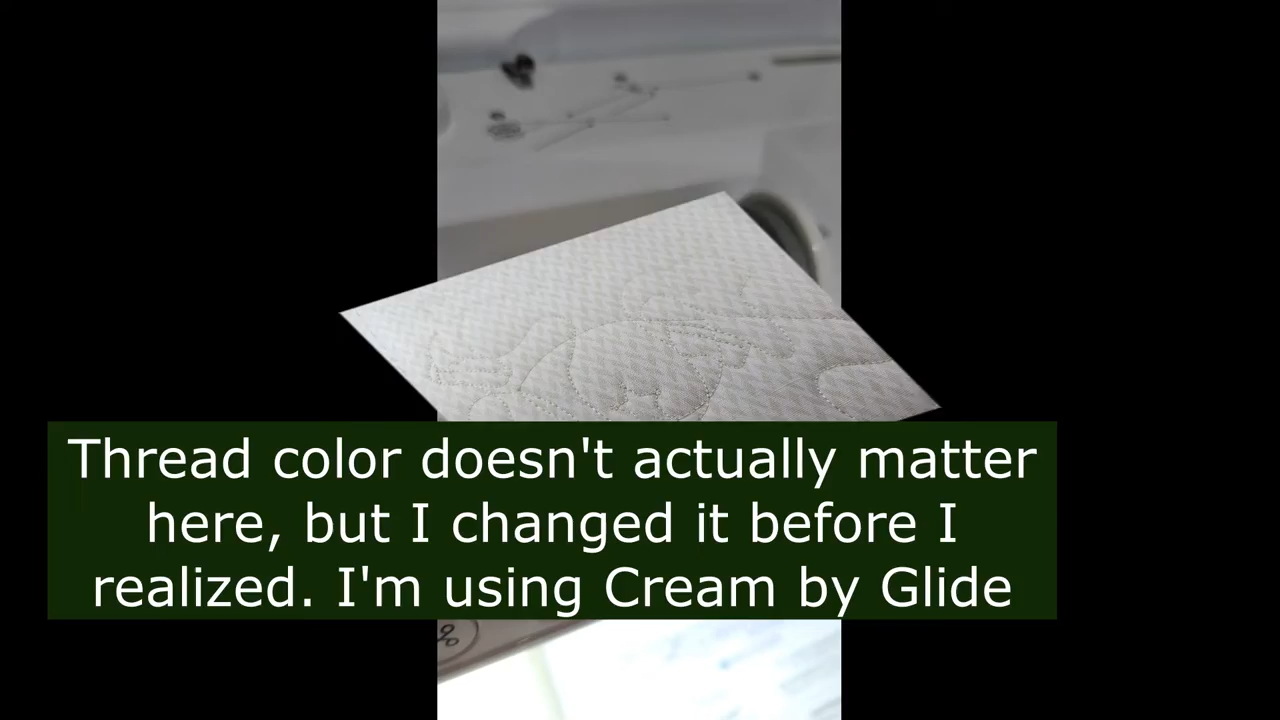 Thread color doesn't actually matter
here, but I changed it before I
realized. I'm using Cream by Glide